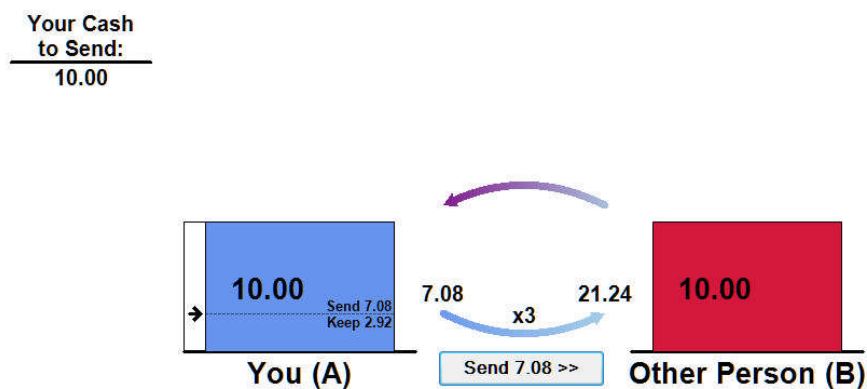 Your Cash
to Send:
10.00
10.00
Send 7.08
Keep 2.92
7.08
x3
21.24
10.00
Send 7.08 >>
You (A)
Other Person (B)